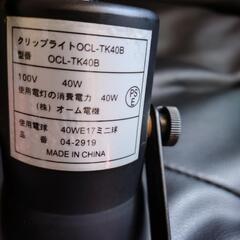 クリップライトOCL-TK40B
型番 OCL-TK40B
100V 40W
使用電灯の消費電力 40W
(株) オーム電機
PS
E
使用電球 40WE17ミニ球
品番 04-2919
MADE IN CHINA